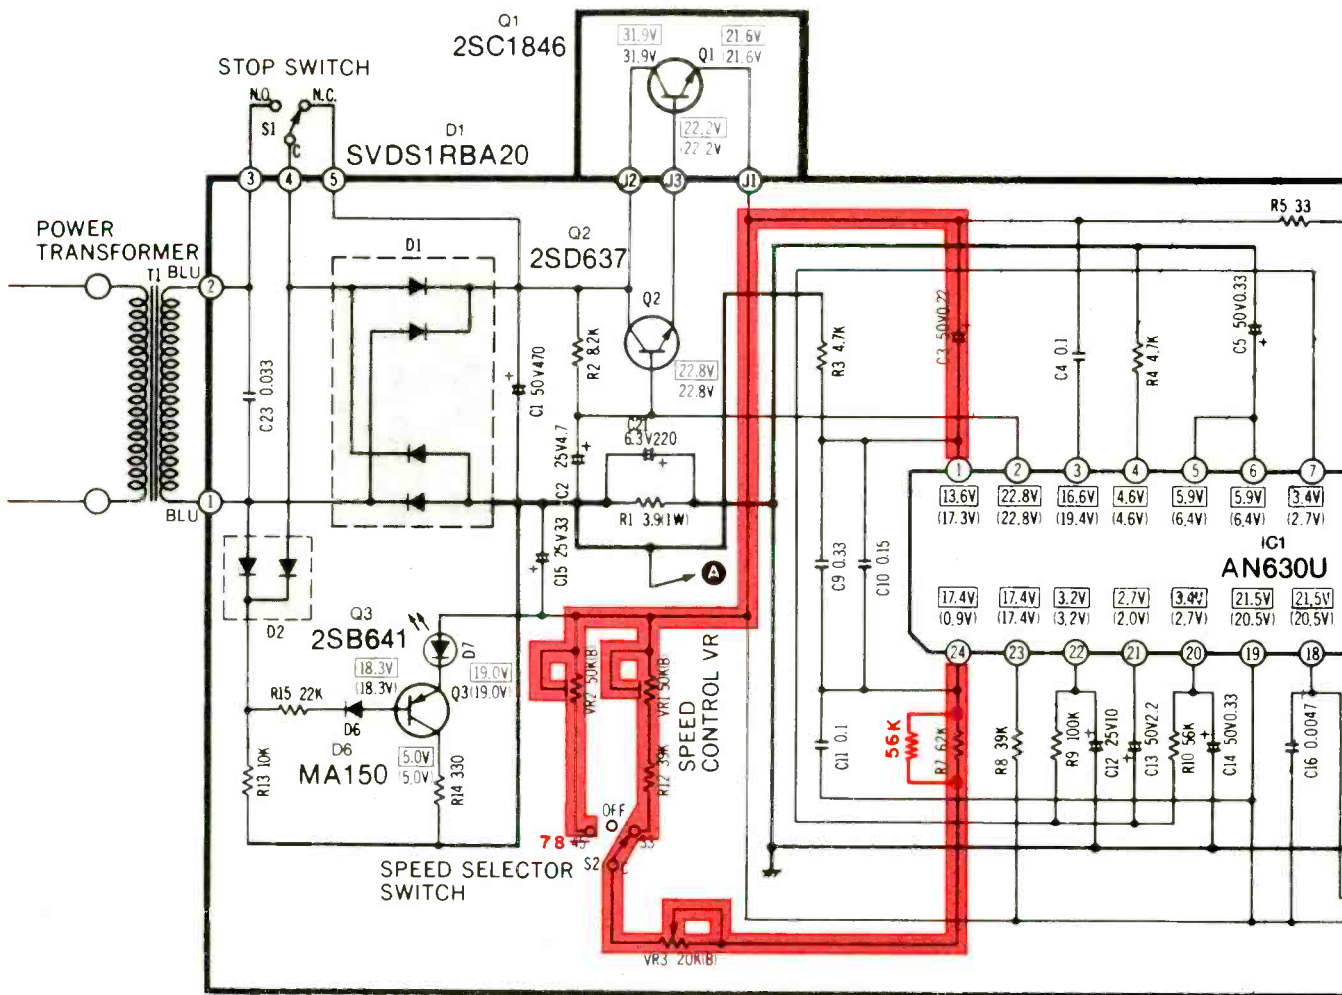 Q1
2SC1846
31.9V
31.9V
Q1
21.6V
(21.6V
22.2V
22.2V
STOP SWITCH
N.O.
N.C.
S1
C
D1
SVDS1RBA20
3
4
5
J2
J3
J1
R5 33
POWER
TRANSFORMER
T1
BLU
2
D1
Q2
2SD637
Q2
22.8V
22.8V
C23 0.033
C1 50V470
R2 8.2K
C2 25V4.7
C21
6.3V220
R1 3.9(1W)
C15 25V33
R3 4.7K
C3 50V0.22
C4 0.1
R4 4.7K
C5 50V0.33
BLU
1
A
C9 0.33
C10 0.15
1
2
3
4
5
6
7
13.6V
22.8V
16.6V
4.6V
5.9V
5.9V
3.4V
(17.3V)
(22.8V)
(19.4V)
(4.6V)
(6.4V)
(6.4V)
(2.7V)
IC1
AN630U
17.4V
17.4V
3.2V
2.7V
3.4V
21.5V
21.5V
(0.9V)
(17.4V)
(3.2V)
(2.0V)
(2.7V)
(20.5V)
(20.5V)
24
23
22
21
20
19
18
D2
Q3
2SB641
18.3V
(18.3V)
D7
19.0V
Q3(19.0V)
R15 22K
D6
D6
MA150
5.0V
(5.0V)
R13 10K
R14 330
VR2 50K(B)
VR1 50K(B)
SPEED
CONTROL VR
R12 39K
C11 0.1
56K
R7 62K
R8 39K
R9 100K
C12 25V10
C13 50V2.2
R10 56K
C14 50V0.33
C16 0.0047
OFF
78
45
33
S2
C
SPEED SELECTOR
SWITCH
VR3 20K(B)